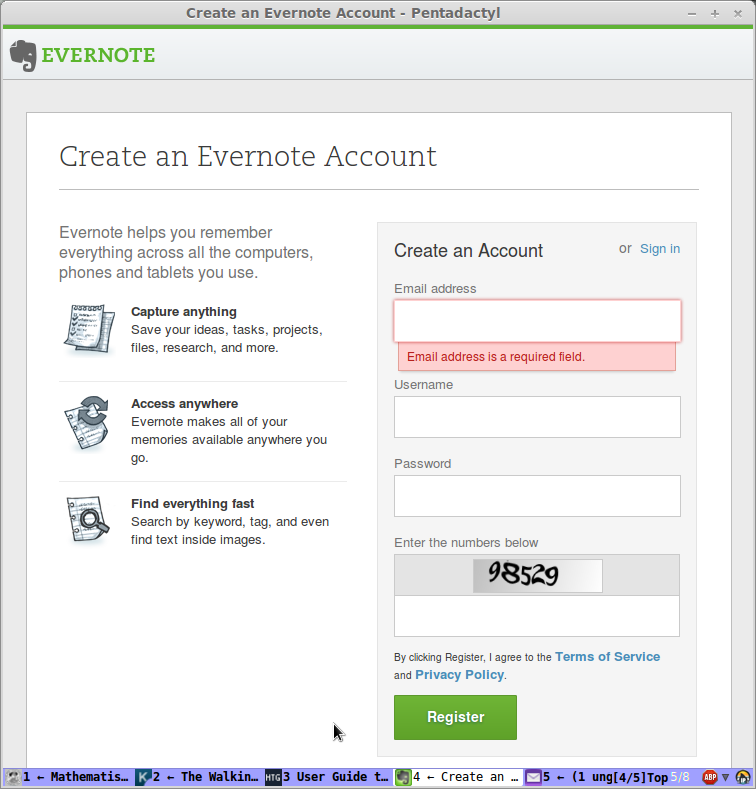 Create an Evernote Account - Pentadactyl
EVERNOTE
Create an Evernote Account
Evernote helps you remember
everything across all the computers,
phones and tablets you use.
Capture anything
Save your ideas, tasks, projects,
files, research, and more.
Access anywhere
Evernote makes all of your
memories available anywhere you
go.
Find everything fast
Search by keyword, tag, and even
find text inside images.
Create an Account or Sign in
Email address
Email address is a required field.
Username
Password
Enter the numbers below
98529
By clicking Register, I agree to the Terms of Service
and Privacy Policy.
Register
1 ← Mathematis… K 2 ← The Walkin… HTG 3 User Guide t… 4 ← Create an … 5 ← (1 ung[4/5]Top 5/8 ABP